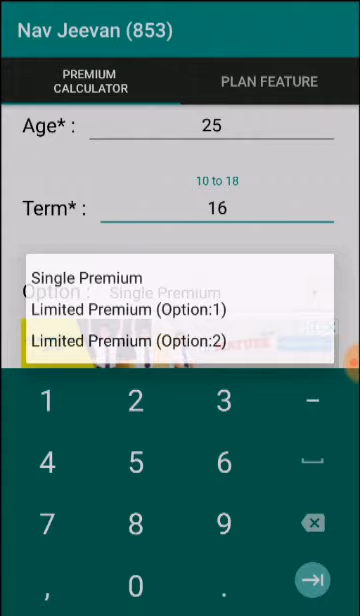 Nav Jeevan (853)
PREMIUM
CALCULATOR
PLAN FEATURE
Age* : 25
10 to 18
Term* : 16
Option : Single Premium
Single Premium
Limited Premium (Option:1)
Limited Premium (Option:2)
1 2 3 –
4 5 6
7 8 9
, 0 .